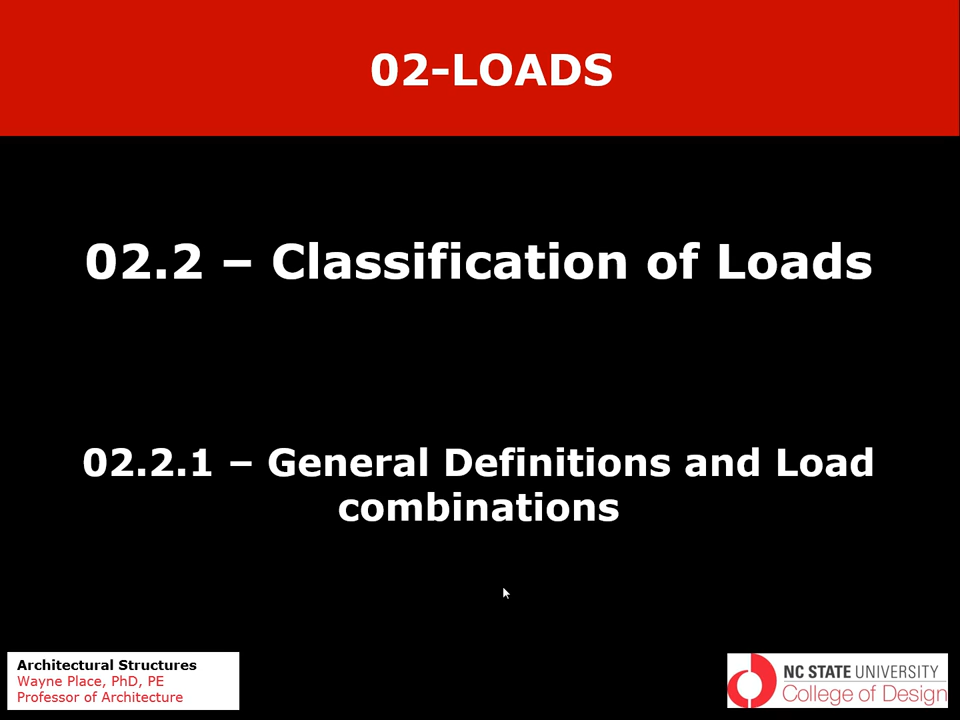 02-LOADS
02.2 – Classification of Loads
02.2.1 – General Definitions and Load
combinations
Architectural Structures
Wayne Place, PhD, PE
Professor of Architecture
NC STATE UNIVERSITY
College of Design